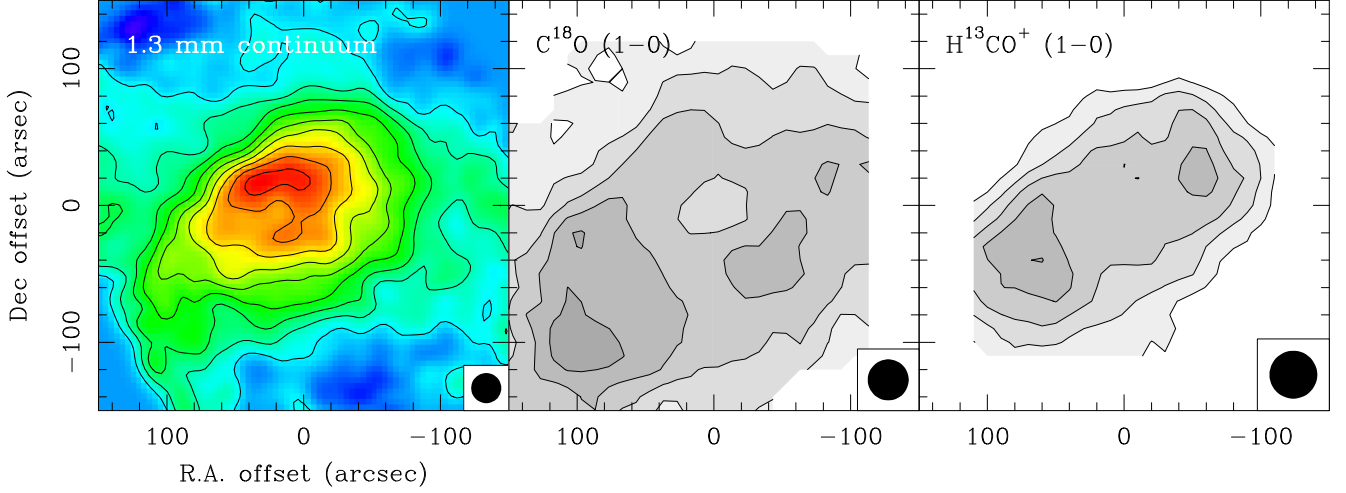 1.3 mm continuum
C¹⁸O (1−0)
H¹³CO⁺ (1−0)
100
0
−100
Dec offset (arsec)
100 0 −100 100 0 −100 100 0 −100
R.A. offset (arcsec)